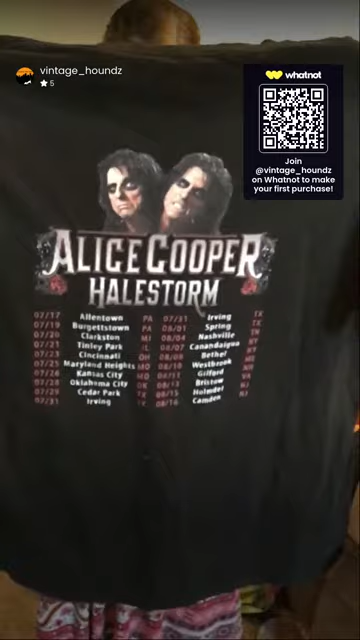 vintage_houndz
★ 5
whatnot
Join
@vintage_houndz
on Whatnot to make
your first purchase!
ALICE COOPER
HALESTORM
07/17 Allentown PA 07/31 Irving TX
07/19 Burgettstown PA 08/01 Spring TX
07/20 Clarkston MI 08/04 Nashville TN
07/21 Tinley Park IL 08/07 Canandaigua NY
07/23 Cincinnati OH 08/09 Bethel NY
07/25 Maryland Heights MO 08/10 Westbrook ME
07/26 Kansas City MO 08/11 Gilford NH
07/28 Oklahoma City OK 08/13 Bristow VA
07/29 Cedar Park TX 08/15 Holmdel NJ
07/31 Irving TX 08/16 Camden NJ